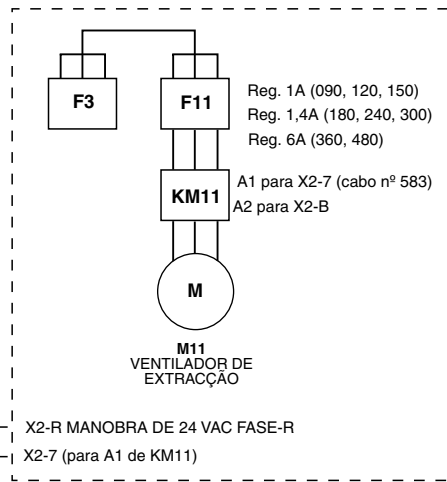 F3
F11
Reg. 1A (090, 120, 150)
Reg. 1,4A (180, 240, 300)
Reg. 6A (360, 480)
KM11
A1 para X2-7 (cabo nº 583)
A2 para X2-B
M
M11
VENTILADOR DE
EXTRACÇÃO
X2-R MANOBRA DE 24 VAC FASE-R
X2-7 (para A1 de KM11)